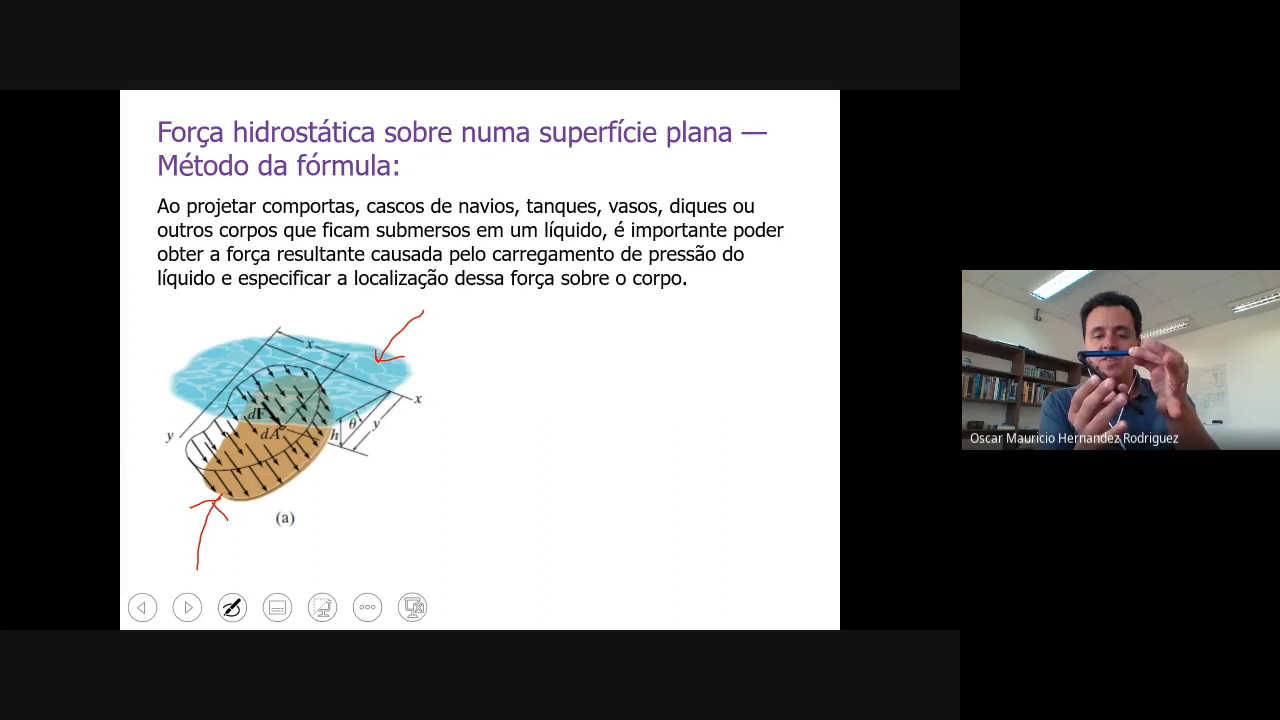 Força hidrostática sobre numa superfície plana —
Método da fórmula:
Ao projetar comportas, cascos de navios, tanques, vasos, diques ou
outros corpos que ficam submersos em um líquido, é importante poder
obter a força resultante causada pelo carregamento de pressão do
líquido e especificar a localização dessa força sobre o corpo.
x
x
dF
dA
h
θ
y
y
(a)
Oscar Mauricio Hernandez Rodriguez